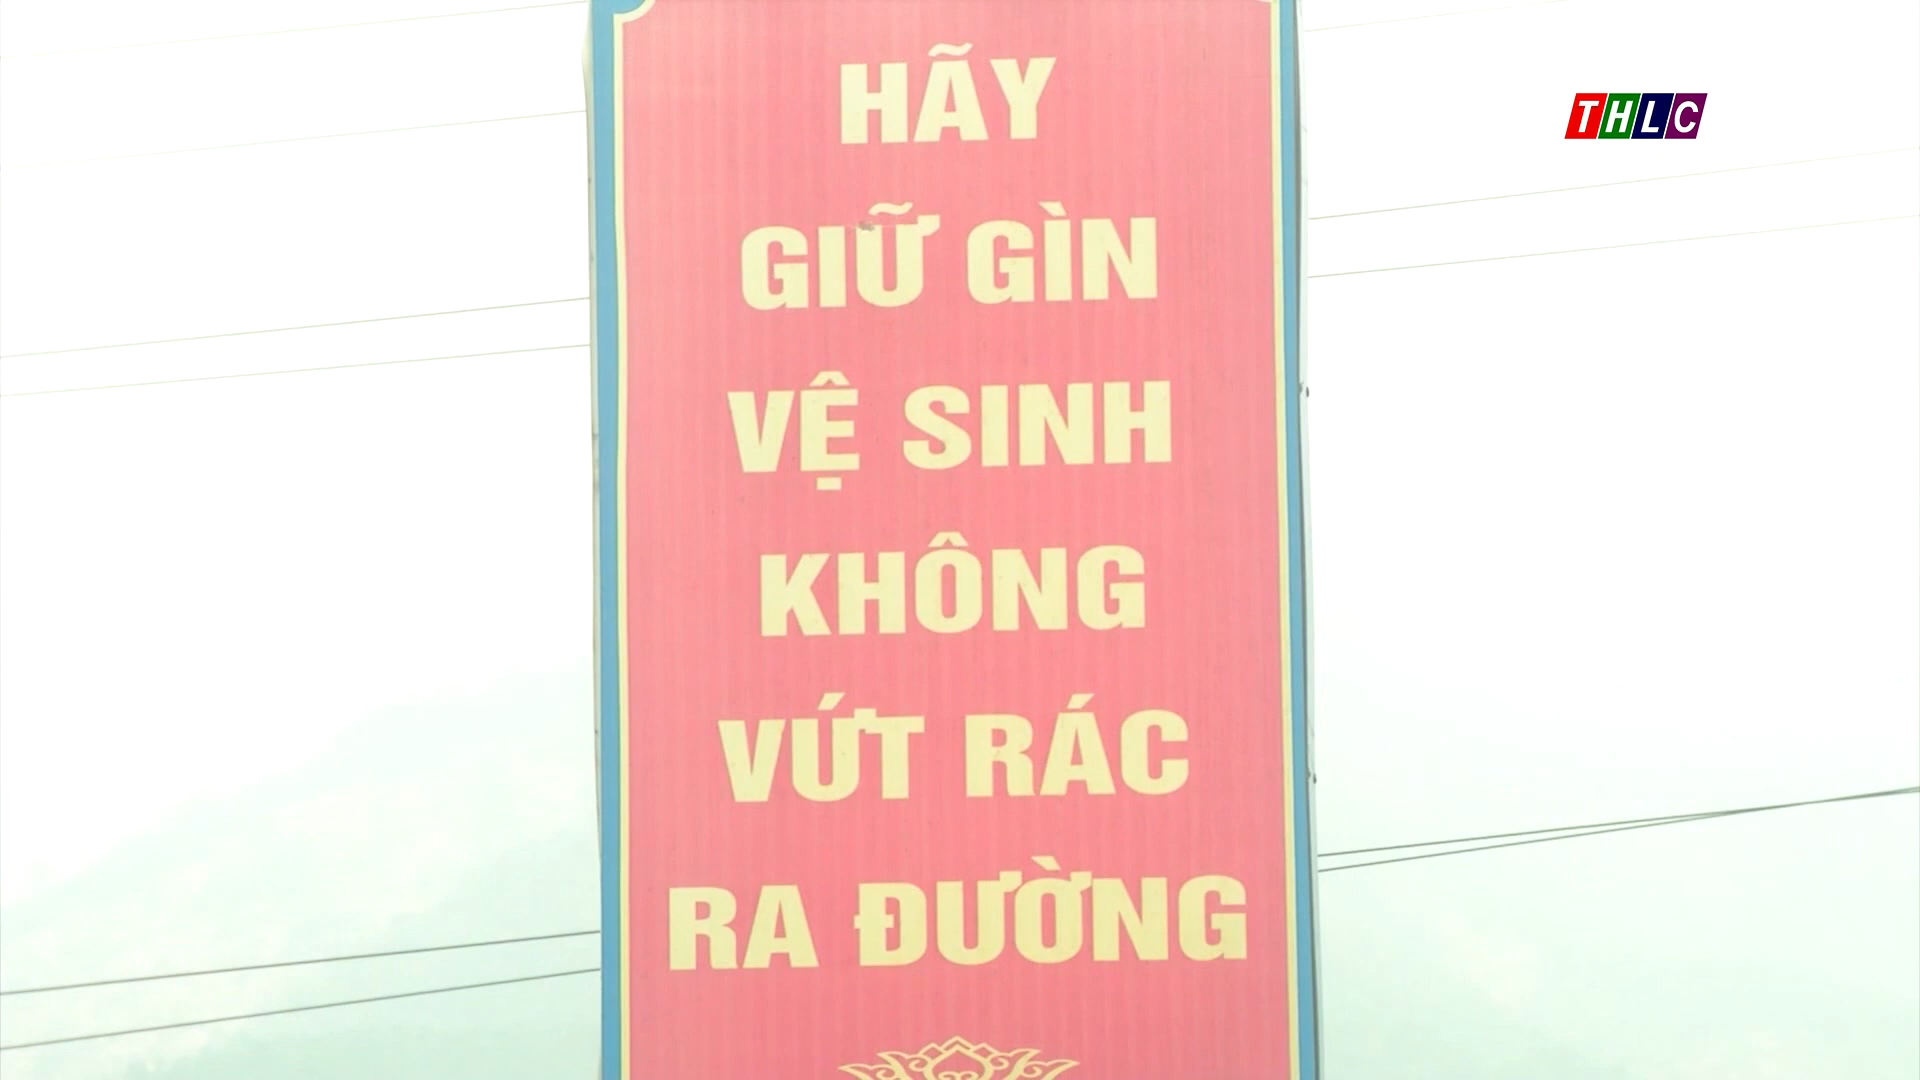 HÃY
THLC
GIỮ GÌN
VỆ SINH
KHÔNG
VỨT RÁC
RA ĐƯỜNG